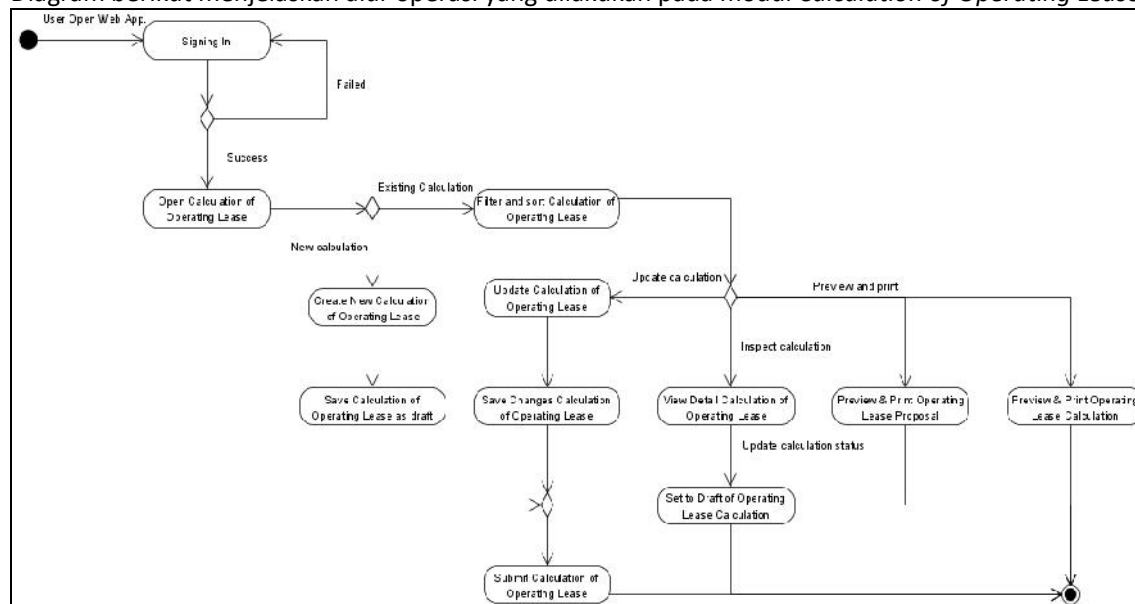 Diagram berikut menjelaskan alur operasi yang dilakukan pada modul Calculation of Operating Lease
User Open Web App.
Signing In
Failed
Success
Open Calculation of
Operating Lease
Existing Calculation
Filter and sort Calculation of
Operating Lease
New calculation
Create New Calculation
of Operating Lease
Save Calculation of
Operating Lease as draft
Update calculation
Update Calculation of
Operating Lease
Save Changes Calculation
of Operating Lease
Submit Calculation of
Operating Lease
Inspect calculation
View Detail Calculation of
Operating Lease
Update calculation status
Set to Draft of Operating
Lease Calculation
Preview and print
Preview & Print Operating
Lease Proposal
Preview & Print Operating
Lease Calculation